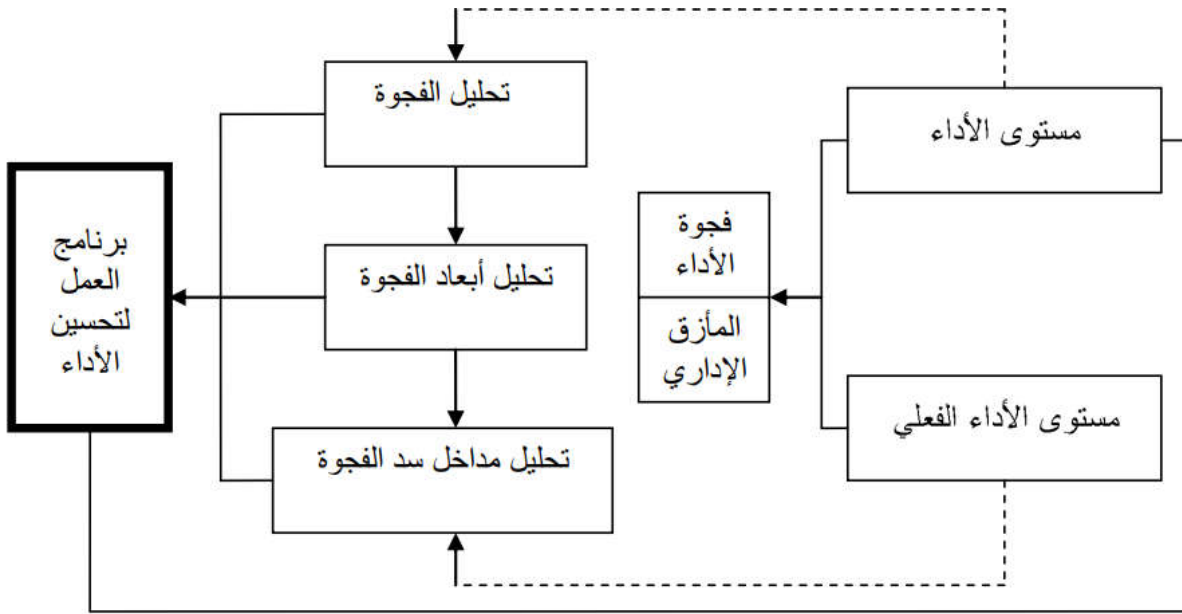 مستوى الأداء
مستوى الأداء الفعلي
فجوة
الأداء
المأزق
الإداري
تحليل الفجوة
تحليل أبعاد الفجوة
تحليل مداخل سد الفجوة
برنامج
العمل
لتحسين
الأداء